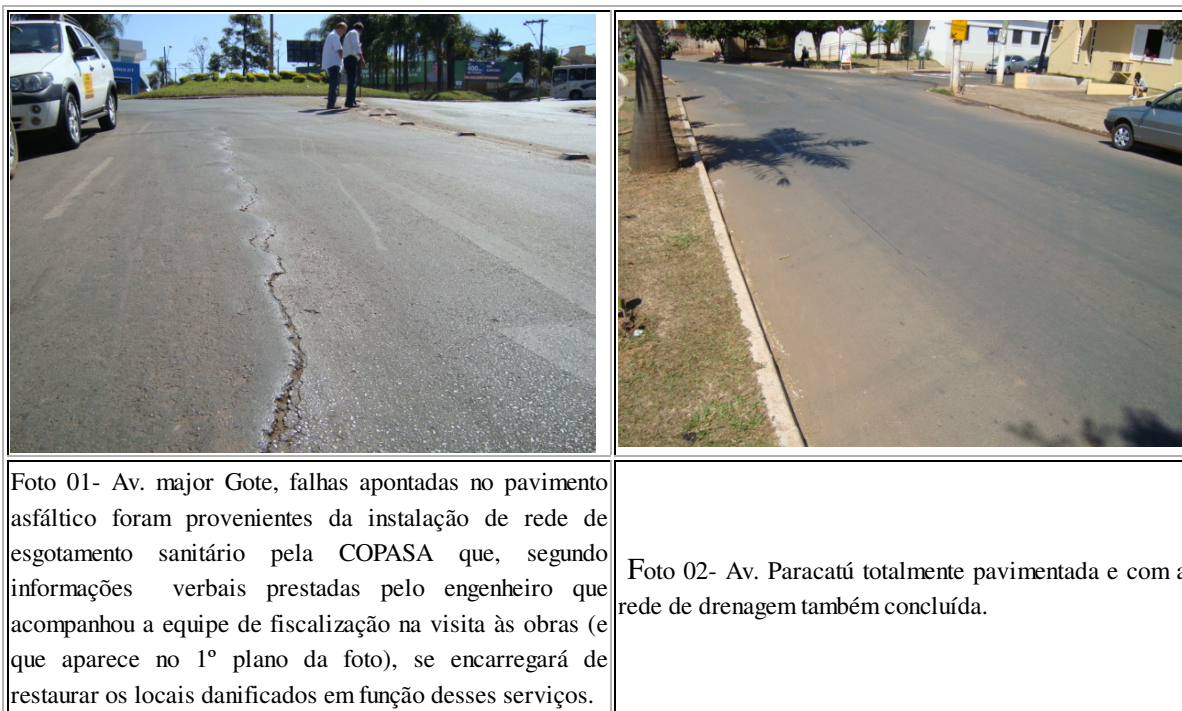 Foto 01- Av. major Gote, falhas apontadas no pavimento
asfáltico foram provenientes da instalação de rede de
esgotamento sanitário pela COPASA que, segundo
informações verbais prestadas pelo engenheiro que
acompanhou a equipe de fiscalização na visita às obras (e
que aparece no 1º plano da foto), se encarregará de
restaurar os locais danificados em função desses serviços.
Foto 02- Av. Paracatú totalmente pavimentada e com a
rede de drenagem também concluída.